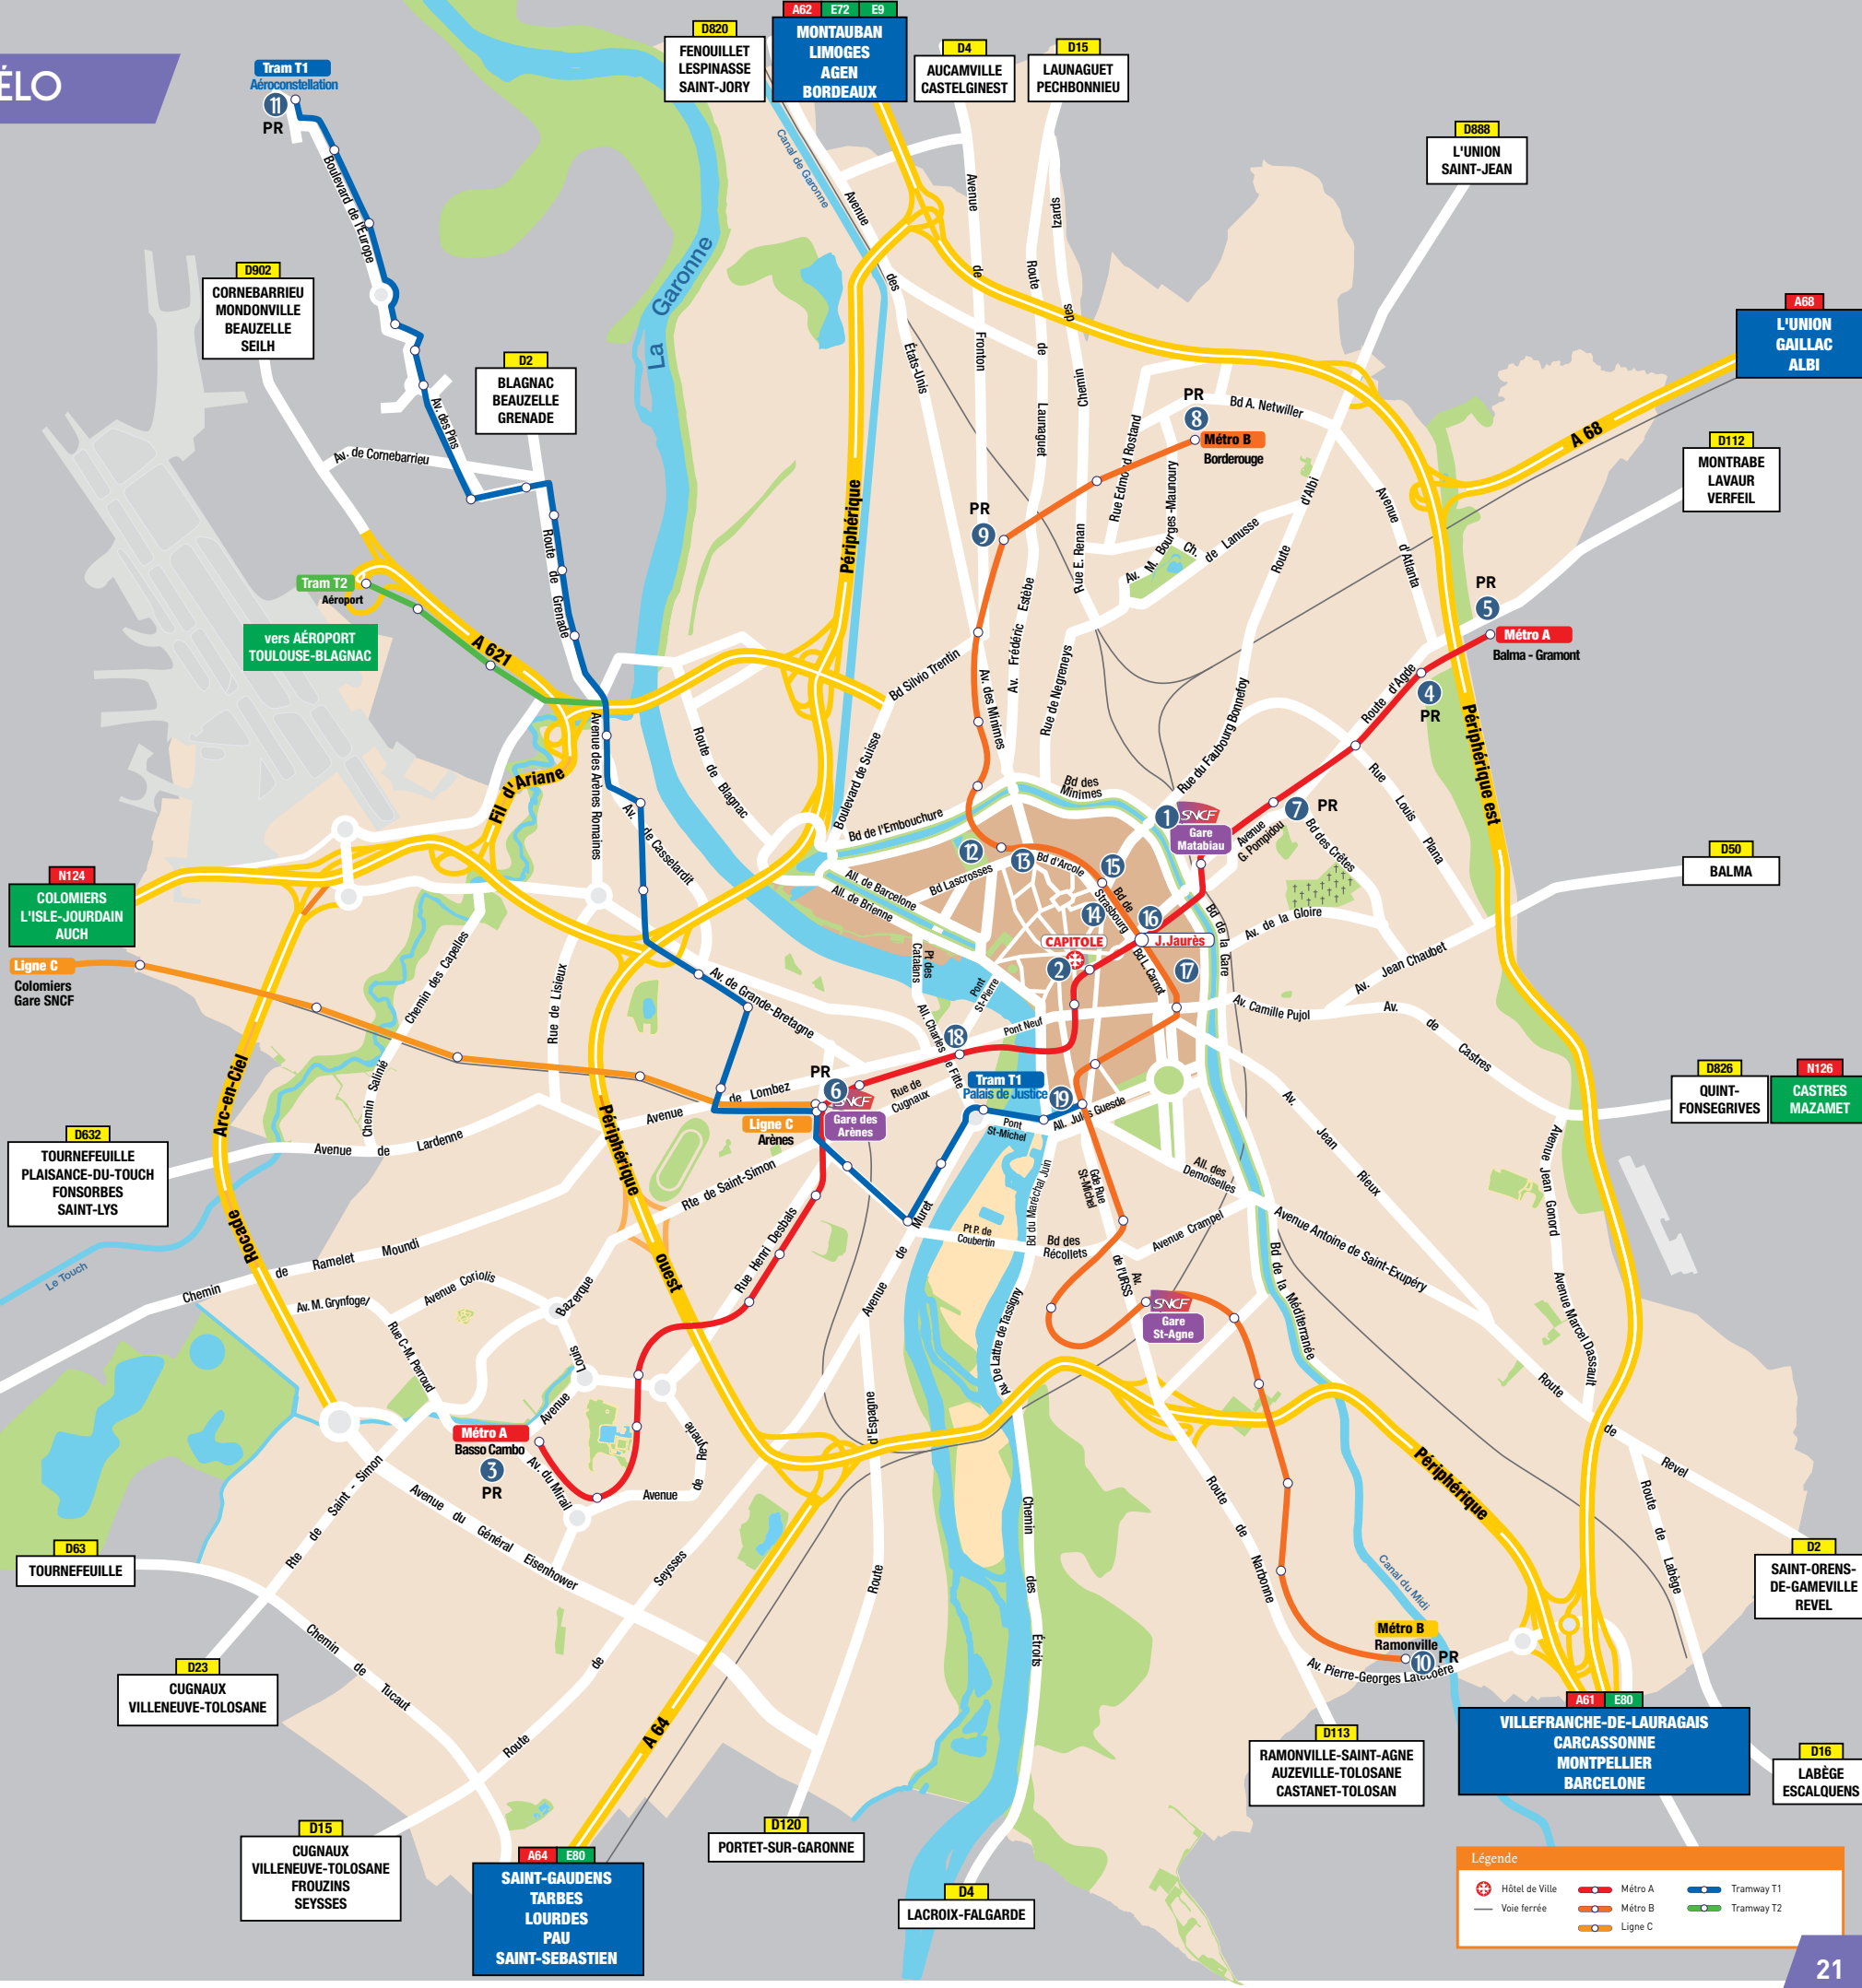 ÉLO
Tram T1
Aéroconstellation
11
PR
Boulevard de l'Europe
D820
FENOUILLET
LESPINASSE
SAINT-JORY
A62 E72 E9
MONTAUBAN
LIMOGES
AGEN
BORDEAUX
D4
AUCAMVILLE
CASTELGINEST
D15
LAUNAGUET
PECHBONNIEU
D888
L'UNION
SAINT-JEAN
Canal de Garonne
La Garonne
Avenue des États-Unis
Avenue de Fronton
Route de Launaguet
Chemin des Izards
D902
CORNEBARRIEU
MONDONVILLE
BEAUZELLE
SEILH
D2
BLAGNAC
BEAUZELLE
GRENADE
A68
L'UNION
GAILLAC
ALBI
A 68
D112
MONTRABE
LAVAUR
VERFEIL
Av. des Pins
Av. de Cornebarrieu
Route de Grenade
Périphérique
PR
8
Métro B
Borderouge
Bd A. Netwiller
Rue Edmond Rostand
Av. M. Bourges-Maunoury
Ch. de Lanusse
Route d'Albi
Avenue d'Atlanta
PR
9
Rue E. Renan
Av. Frédéric Estèbe
Tram T2
Aéroport
vers AÉROPORT
TOULOUSE-BLAGNAC
A 621
PR
5
Métro A
Balma - Gramont
4
PR
Route d'Agde
Périphérique est
Bd Silvio Trentin
Av. des Minimes
Rue de Negreneys
Rue du Faubourg Bonnefoy
Route de Blagnac
Boulevard de Suisse
Avenue des Arènes Romaines
Av. de Casselardit
Fil d'Ariane
Bd des
Minimes
Bd de l'Embouchure
1
SNCF
Gare
Matabiau
7
PR
Avenue
G. Pompidou
Bd des Crêtes
Rue Louis Plana
D50
BALMA
12
13
Bd d'Arcole
15
Bd Lascrosses
All. de Barcelone
All. de Brienne
Bd de
Strasbourg
14
16
CAPITOLE
J.Jaurès
2
17
Bd L. Carnot
Bd de la Gare
Av. de la Gloire
Av. Jean Chaubet
Av. Camille Pujol
Av. de Castres
N124
COLOMIERS
L'ISLE-JOURDAIN
AUCH
Ligne C
Colomiers
Gare SNCF
Chemin des Capelles
Rue de Lisieux
Av. de Grande-Bretagne
Pt des
Catalans
Pont
St-Pierre
All. Charles de Fitte
Pont Neuf
18
D826
QUINT-
FONSEGRIVES
N126
CASTRES
MAZAMET
Arc-en-Ciel
Chemin Salinié
PR
6
SNCF
Gare des
Arènes
Ligne C
Arènes
Avenue de Lombez
Rue de
Cugnaux
Tram T1
Palais de Justice
19
Pont
St-Michel
All. Jules Guesde
D632
TOURNEFEUILLE
PLAISANCE-DU-TOUCH
FONSORBES
SAINT-LYS
Avenue de Lardenne
Périphérique ouest
Rte de Saint-Simon
Rue Henri Desbals
Avenue de Muret
Pt P. de
Coubertin
Bd du Maréchal Juin
Gde Rue
St-Michel
Bd des
Récollets
All. des
Demoiselles
Avenue Crampel
Av. de l'URSS
Av. Jean Rieux
Avenue Antoine de Saint-Exupéry
Avenue Jean Gonord
Avenue Marcel Dassault
Bd de la Méditerranée
SNCF
Gare
St-Agne
Rocade
Le Touch
Chemin de Ramelet Moundi
Av. M. Grynfogel
Avenue Coriolis
Rue C-M. Perroud
Avenue Louis Bazerque
Av. De Lattre de Tassigny
Métro A
Basso Cambo
3
PR
Av. du Mirail
Avenue de Reynerie
Rte de Saint - Simon
Avenue du Général Eisenhower
Route d'Espagne
Route de Seysses
Chemin des Étroits
Route de Narbonne
Périphérique
Route de Revel
Route de Labège
Canal du Midi
D63
TOURNEFEUILLE
Chemin de Tucaut
D23
CUGNAUX
VILLENEUVE-TOLOSANE
Métro B
Ramonville
10
PR
Av. Pierre-Georges Latécoère
D2
SAINT-ORENS-
DE-GAMEVILLE
REVEL
A 64
D113
RAMONVILLE-SAINT-AGNE
AUZEVILLE-TOLOSANE
CASTANET-TOLOSAN
A61 E80
VILLEFRANCHE-DE-LAURAGAIS
CARCASSONNE
MONTPELLIER
BARCELONE
D16
LABÈGE
ESCALQUENS
D15
CUGNAUX
VILLENEUVE-TOLOSANE
FROUZINS
SEYSSES
A64 E80
SAINT-GAUDENS
TARBES
LOURDES
PAU
SAINT-SEBASTIEN
D120
PORTET-SUR-GARONNE
D4
LACROIX-FALGARDE
Légende
Hôtel de Ville
Voie ferrée
Métro A
Métro B
Ligne C
Tramway T1
Tramway T2
21